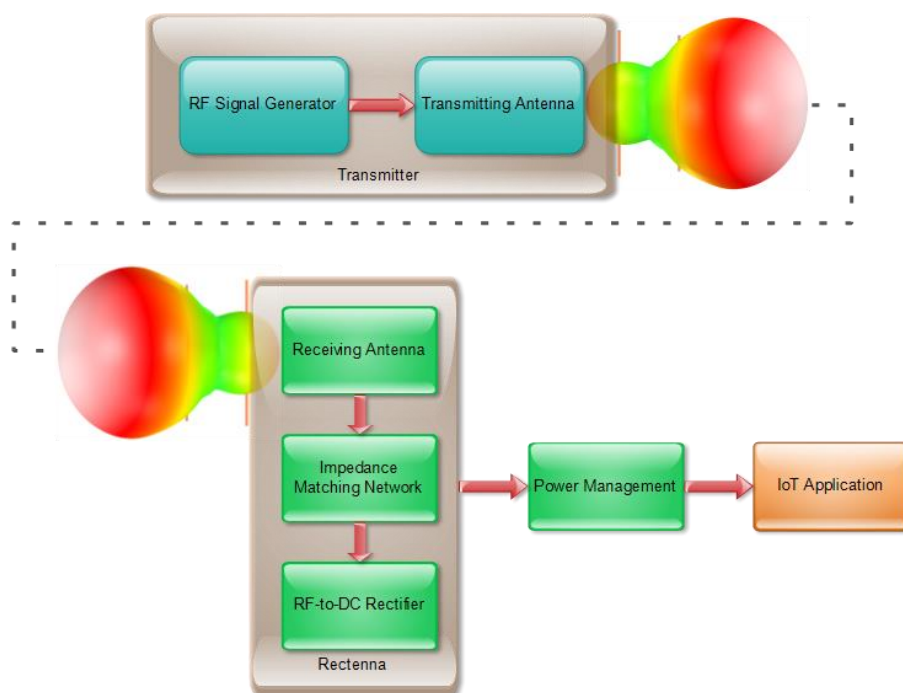 RF Signal Generator
Transmitting Antenna
Transmitter
Receiving Antenna
Impedance
Matching Network
Power Management
IoT Application
RF-to-DC Rectifier
Rectenna